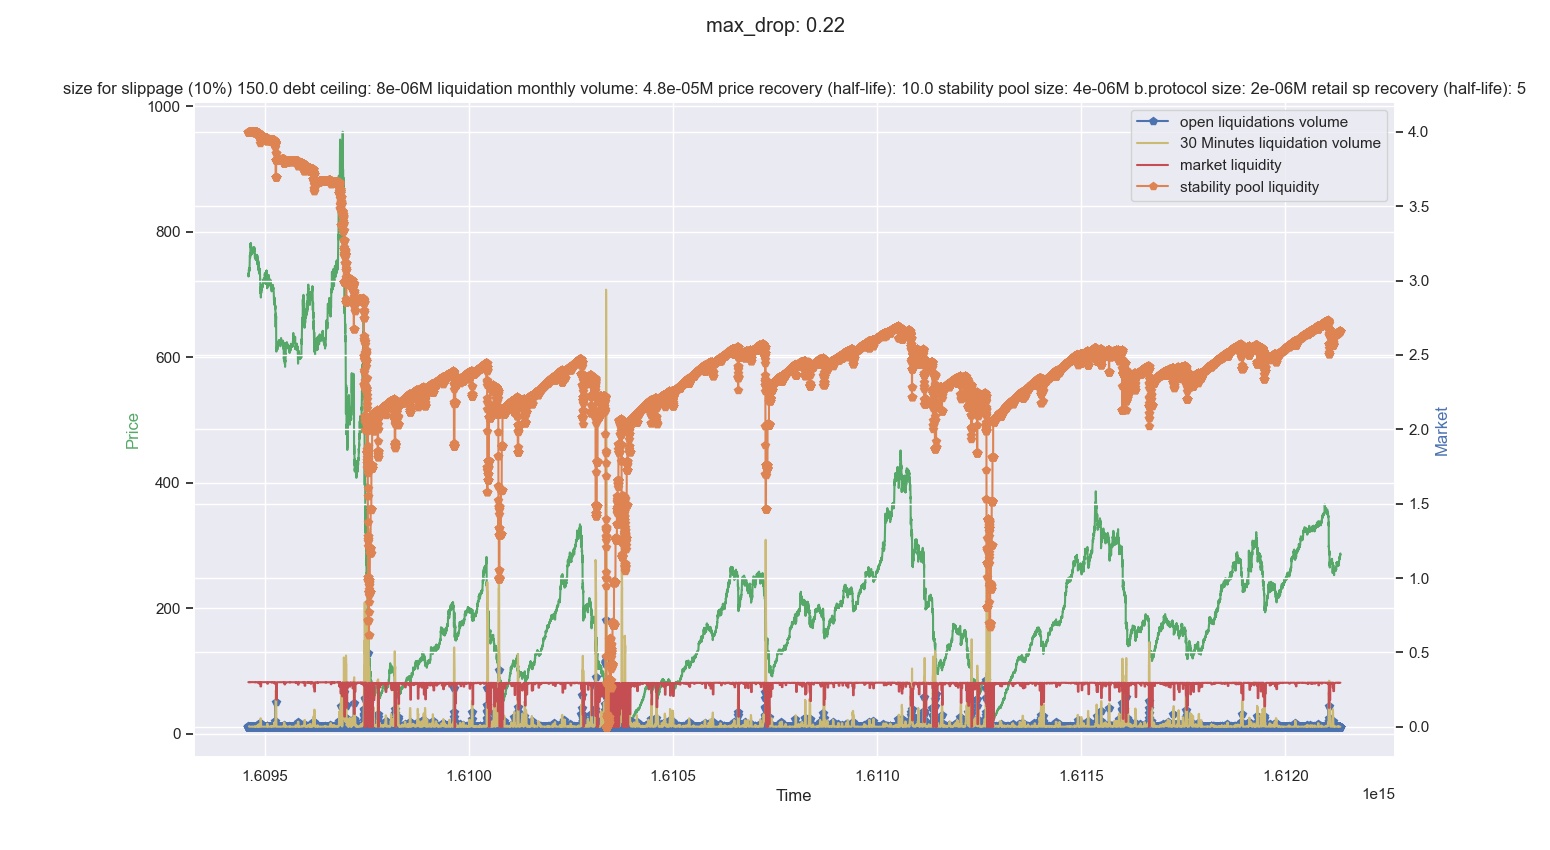 max_drop: 0.22
size for slippage (10%) 150.0 debt ceiling: 8e-06M liquidation monthly volume: 4.8e-05M price recovery (half-life): 10.0 stability pool size: 4e-06M b.protocol size: 2e-06M retail sp recovery (half-life): 5
1000
800
600
400
200
0
Price
open liquidations volume
30 Minutes liquidation volume
market liquidity
stability pool liquidity
4.0
3.5
3.0
2.5
2.0
1.5
1.0
0.5
0.0
Market
1.6095 1.6100 1.6105 1.6110 1.6115 1.6120
Time
1e15